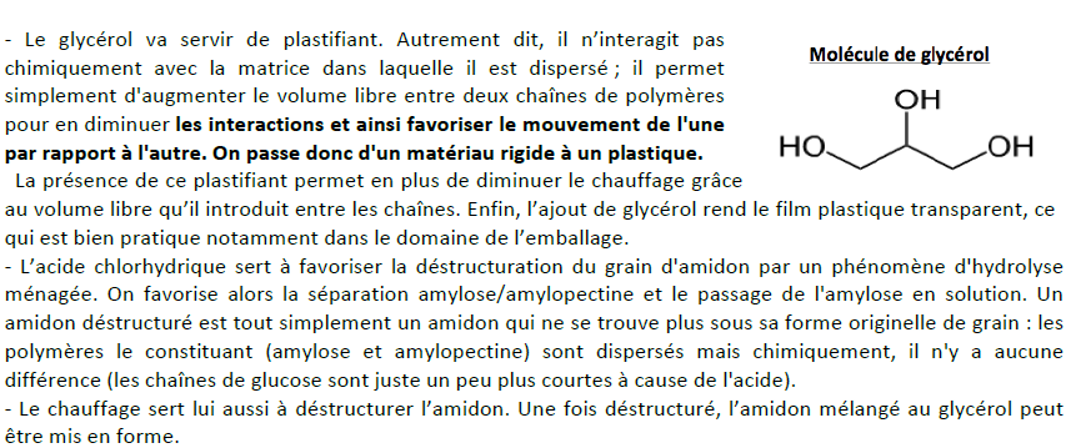 - Le glycérol va servir de plastifiant. Autrement dit, il n’interagit pas
chimiquement avec la matrice dans laquelle il est dispersé ; il permet
simplement d'augmenter le volume libre entre deux chaînes de polymères
pour en diminuer les interactions et ainsi favoriser le mouvement de l'une
par rapport à l'autre. On passe donc d'un matériau rigide à un plastique.
Molécule de glycérol
OH
HO
OH
La présence de ce plastifiant permet en plus de diminuer le chauffage grâce
au volume libre qu’il introduit entre les chaînes. Enfin, l’ajout de glycérol rend le film plastique transparent, ce
qui est bien pratique notamment dans le domaine de l’emballage.
- L’acide chlorhydrique sert à favoriser la déstructuration du grain d'amidon par un phénomène d'hydrolyse
ménagée. On favorise alors la séparation amylose/amylopectine et le passage de l'amylose en solution. Un
amidon déstructuré est tout simplement un amidon qui ne se trouve plus sous sa forme originelle de grain : les
polymères le constituant (amylose et amylopectine) sont dispersés mais chimiquement, il n'y a aucune
différence (les chaînes de glucose sont juste un peu plus courtes à cause de l'acide).
- Le chauffage sert lui aussi à déstructurer l’amidon. Une fois déstructuré, l’amidon mélangé au glycérol peut
être mis en forme.